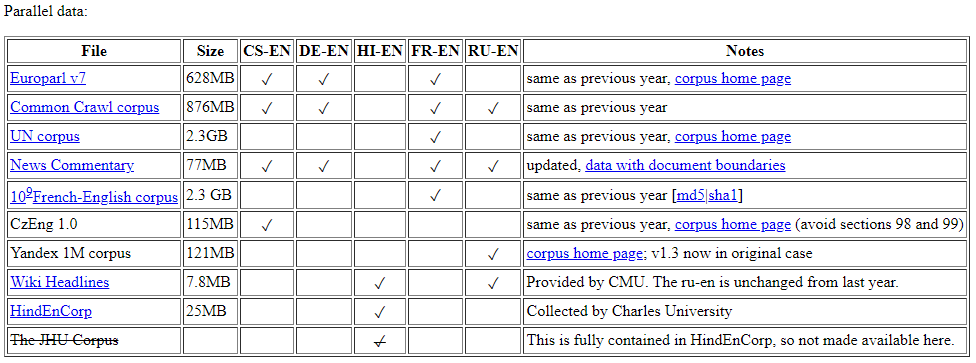 Parallel data:
File Size CS-EN DE-EN HI-EN FR-EN RU-EN Notes
Europarl v7 628MB ✓ ✓ ✓ same as previous year, corpus home page
Common Crawl corpus 876MB ✓ ✓ ✓ ✓ same as previous year
UN corpus 2.3GB ✓ same as previous year, corpus home page
News Commentary 77MB ✓ ✓ ✓ ✓ updated, data with document boundaries
10⁹French-English corpus 2.3 GB ✓ same as previous year [md5|sha1]
CzEng 1.0 115MB ✓ same as previous year, corpus home page (avoid sections 98 and 99)
Yandex 1M corpus 121MB ✓ corpus home page; v1.3 now in original case
Wiki Headlines 7.8MB ✓ ✓ Provided by CMU. The ru-en is unchanged from last year.
HindEnCorp 25MB ✓ Collected by Charles University
The JHU Corpus ✓ This is fully contained in HindEnCorp, so not made available here.